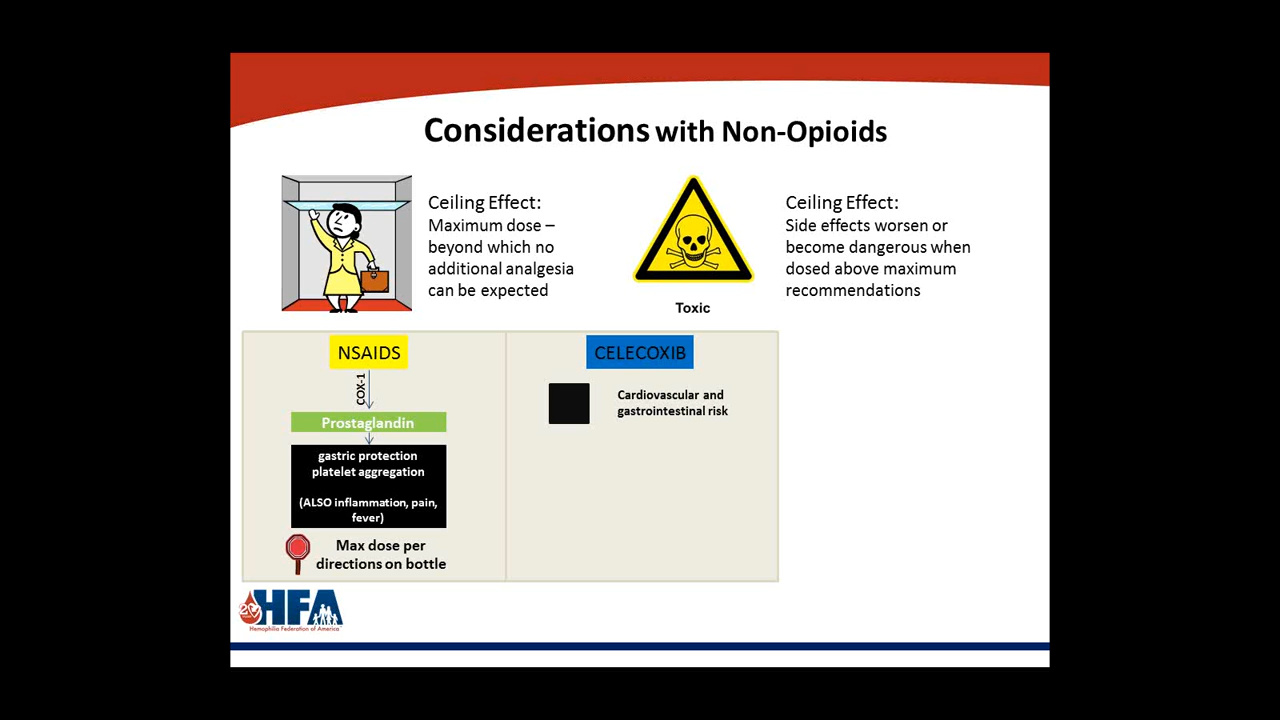 Considerations with Non-Opioids
Ceiling Effect:
Maximum dose –
beyond which no
additional analgesia
can be expected
Toxic
Ceiling Effect:
Side effects worsen or
become dangerous when
dosed above maximum
recommendations
NSAIDS
COX-1
Prostaglandin
gastric protection
platelet aggregation
(ALSO inflammation, pain,
fever)
Max dose per
directions on bottle
CELECOXIB
Cardiovascular and
gastrointestinal risk
HFA
Hemophilia Federation of America